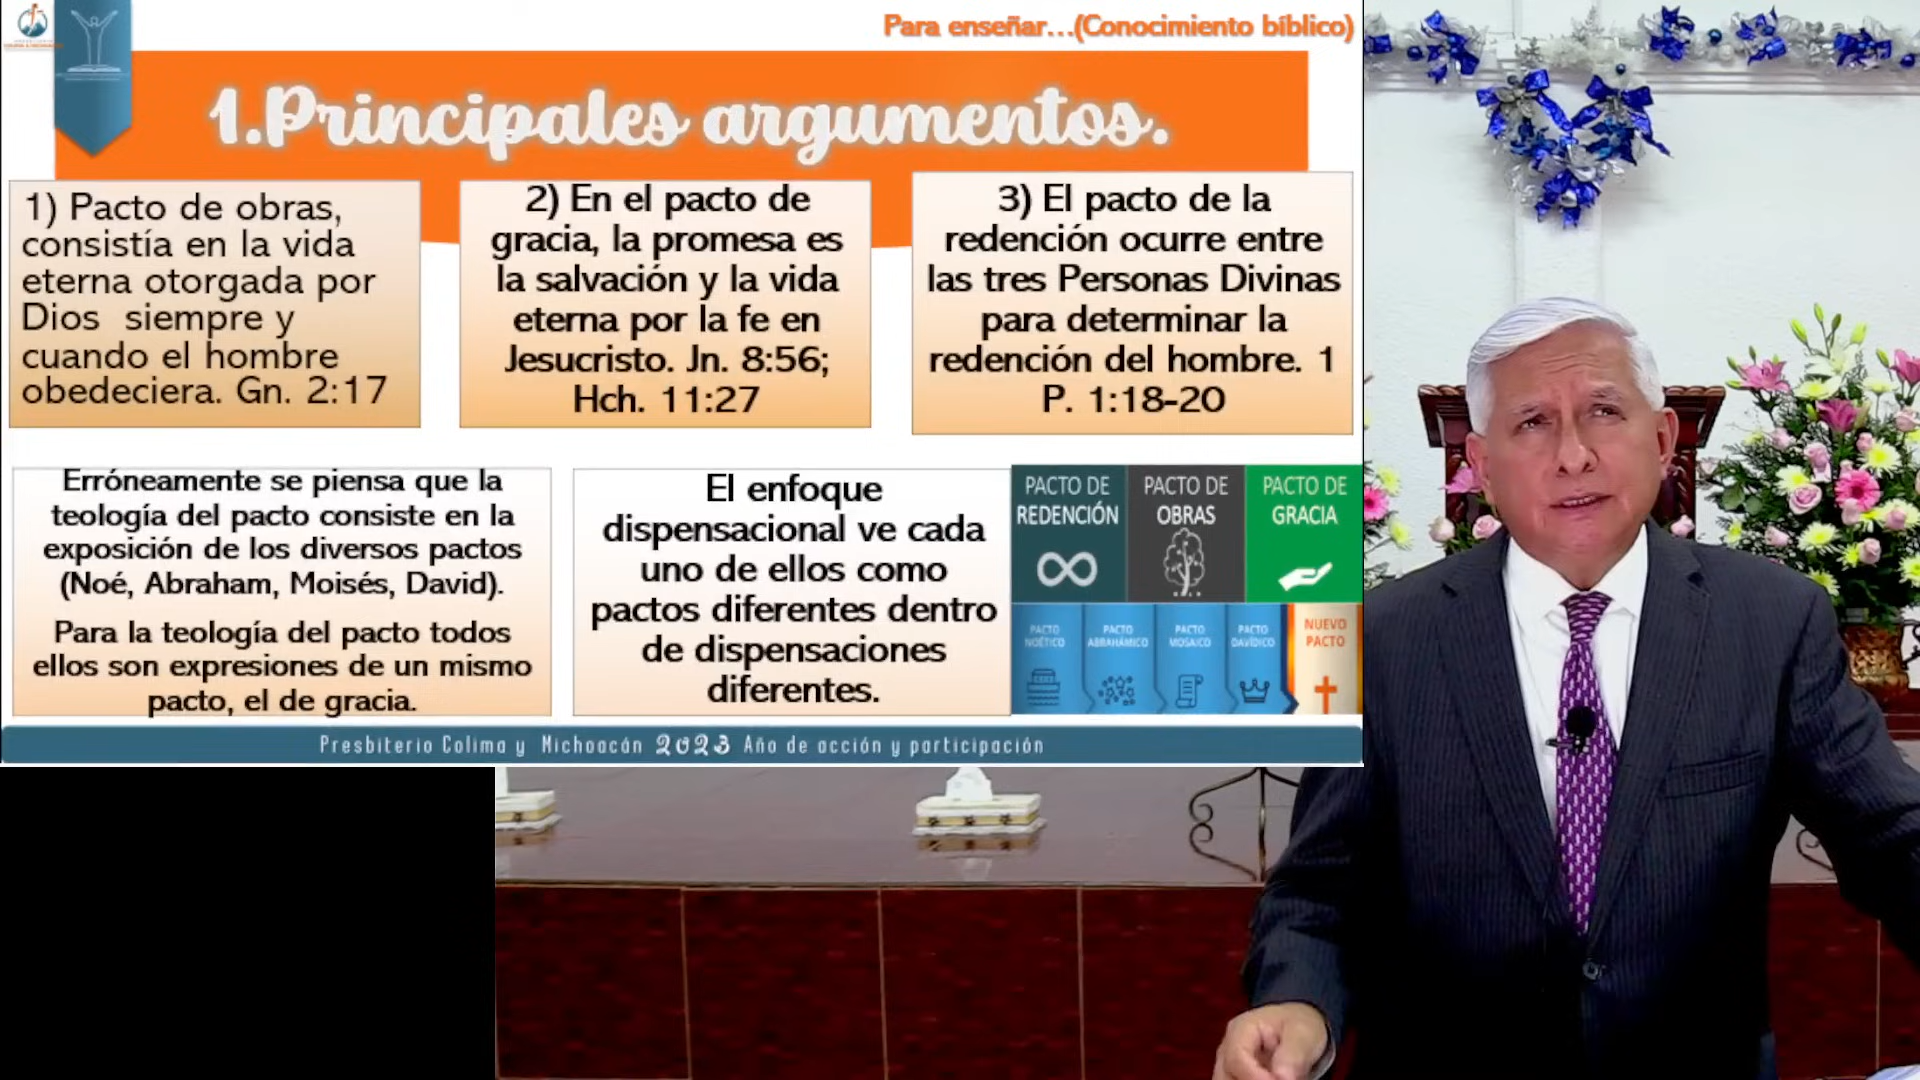 Para enseñar...(Conocimiento bíblico)
1.Principales argumentos.
1) Pacto de obras,
consistía en la vida
eterna otorgada por
Dios siempre y
cuando el hombre
obedeciera. Gn. 2:17
2) En el pacto de
gracia, la promesa es
la salvación y la vida
eterna por la fe en
Jesucristo. Jn. 8:56;
Hch. 11:27
3) El pacto de la
redención ocurre entre
las tres Personas Divinas
para determinar la
redención del hombre. 1
P. 1:18-20
Erróneamente se piensa que la
teología del pacto consiste en la
exposición de los diversos pactos
(Noé, Abraham, Moisés, David).
Para la teología del pacto todos
ellos son expresiones de un mismo
pacto, el de gracia.
El enfoque
dispensacional ve cada
uno de ellos como
pactos diferentes dentro
de dispensaciones
diferentes.
PACTO DE
REDENCIÓN
PACTO DE
OBRAS
PACTO DE
GRACIA
PACTO
NOÉTICO
PACTO
ABRAHÁMICO
PACTO
MOSAICO
PACTO
DAVÍDICO
NUEVO
PACTO
Presbiterio Colima y Michoacán 2023 Año de acción y participación